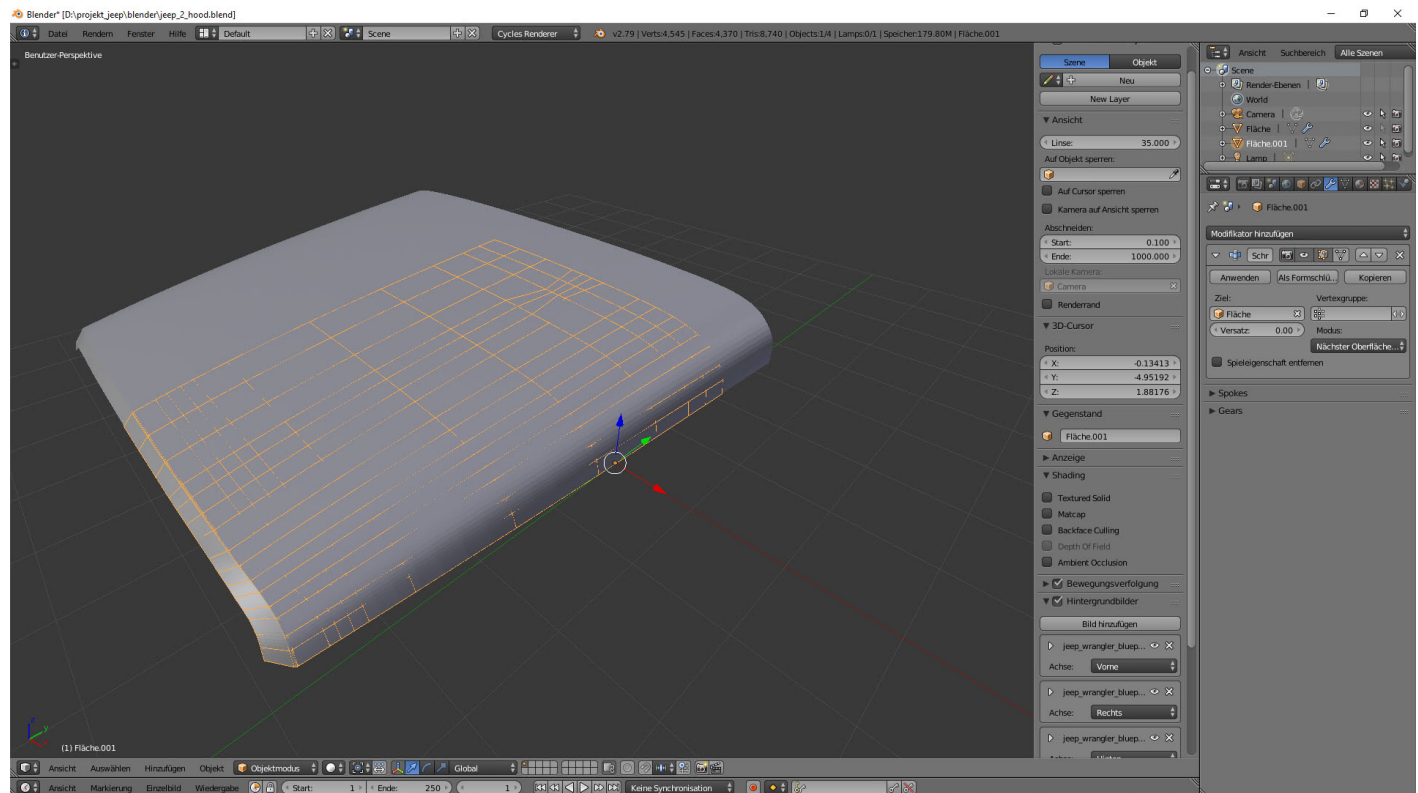 Blender* [D:\projekt_jeep\blender\jeep_2_hood.blend]
Datei Rendern Fenster Hilfe Default Scene Cycles Renderer v2.79 | Verts:4,545 | Faces:4,370 | Tris:8,740 | Objects:1/4 | Lamps:0/1 | Speicher:179.80M | Fläche.001
Benutzer-Perspektive
Szene Objekt
Neu
New Layer
Ansicht
Linse: 35.000
Auf Objekt sperren:
Auf Cursor sperren
Kamera auf Ansicht sperren
Abschneiden:
Start: 0.100
Ende: 1000.000
Lokale Kamera:
Camera
Renderrand
3D-Cursor
Position:
X: -0.13413
Y: -4.95192
Z: 1.88176
Gegenstand
Fläche.001
Anzeige
Shading
Textured Solid
Matcap
Backface Culling
Depth Of Field
Ambient Occlusion
Bewegungsverfolgung
Hintergrundbilder
Bild hinzufügen
jeep_wrangler_bluep...
Achse: Vorne
jeep_wrangler_bluep...
Achse: Rechts
jeep_wrangler_bluep...
Ansicht Suchbereich Alle Szenen
Scene
Render-Ebenen |
World
Camera |
Fläche |
Fläche.001 |
Lamp |
Fläche.001
Modifikator hinzufügen
Schr
Anwenden Als Formschlü... Kopieren
Ziel: Vertexgruppe:
Fläche
Versatz: 0.00 Modus:
Nächster Oberfläche...
Spieleigenschaft entfernen
Spokes
Gears
z
y
(1) Fläche.001
Ansicht Auswählen Hinzufügen Objekt Objektmodus Global
Ansicht Markierung Einzelbild Wiedergabe Start: 1 Ende: 250 1 Keine Synchronisation